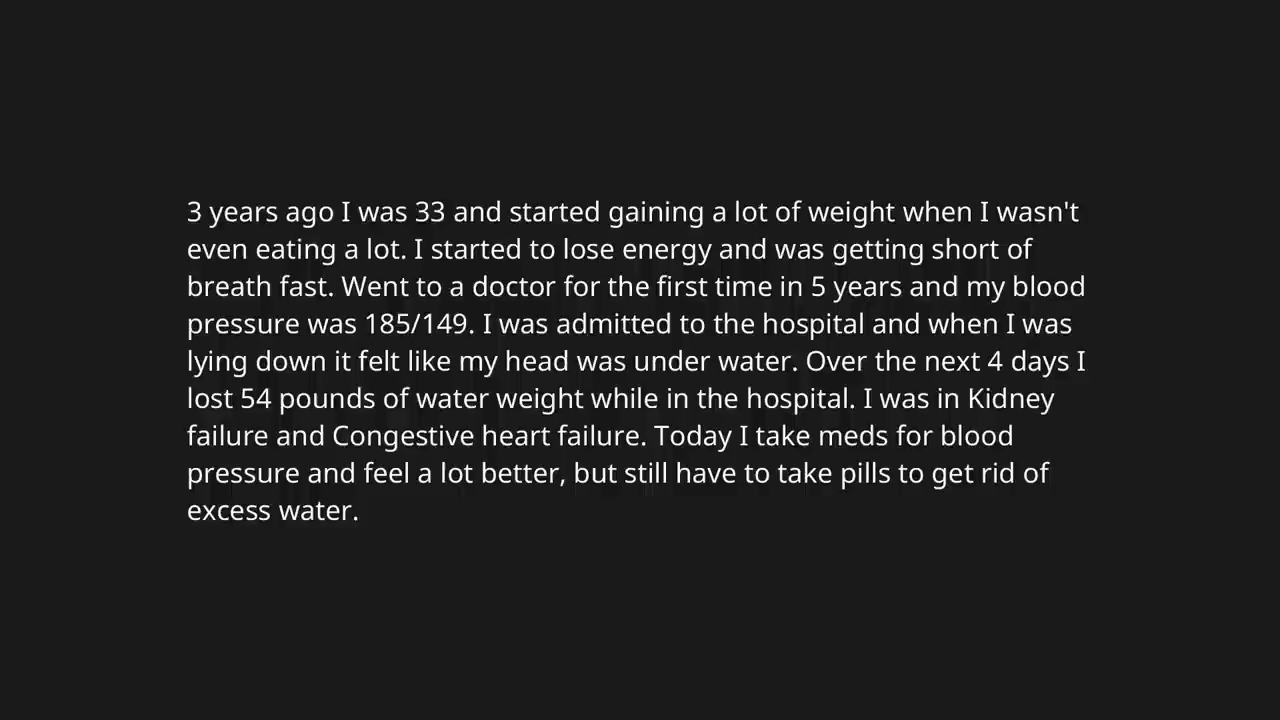 3 years ago I was 33 and started gaining a lot of weight when I wasn't
even eating a lot. I started to lose energy and was getting short of
breath fast. Went to a doctor for the first time in 5 years and my blood
pressure was 185/149. I was admitted to the hospital and when I was
lying down it felt like my head was under water. Over the next 4 days I
lost 54 pounds of water weight while in the hospital. I was in Kidney
failure and Congestive heart failure. Today I take meds for blood
pressure and feel a lot better, but still have to take pills to get rid of
excess water.